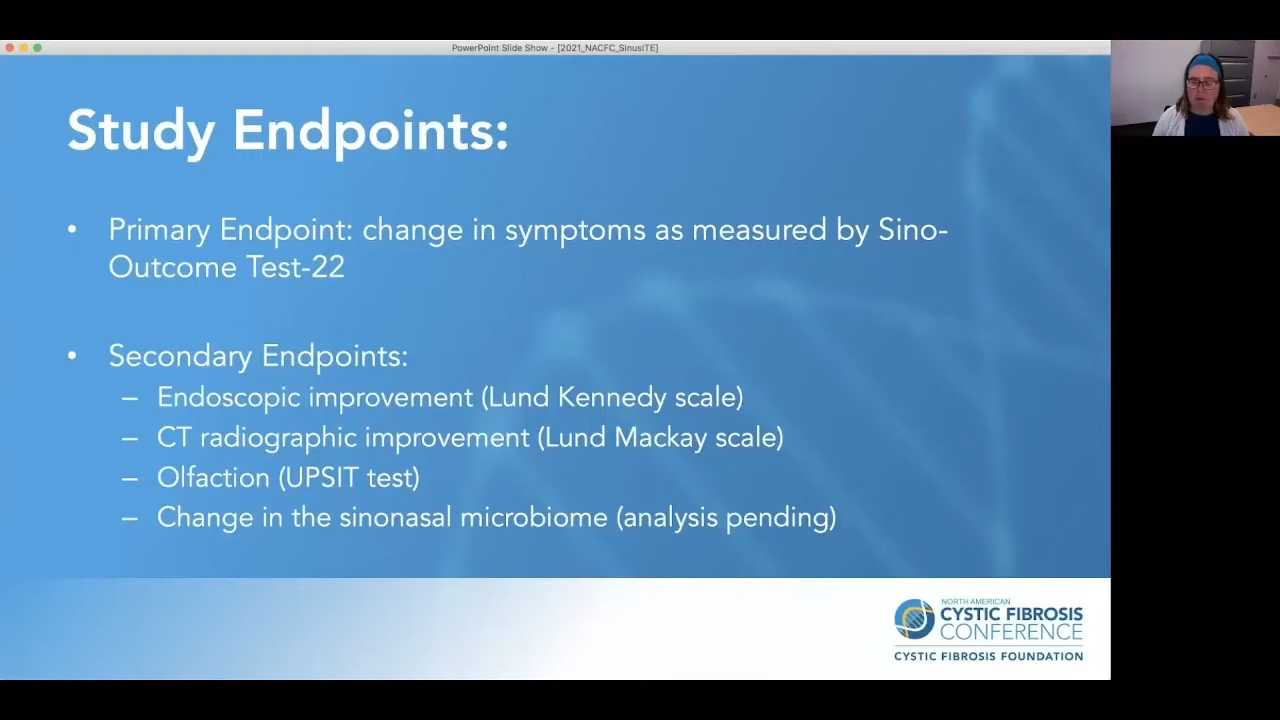 PowerPoint Slide Show - [2021_NACFC_SinusITE]
Study Endpoints:
• Primary Endpoint: change in symptoms as measured by Sino-
Outcome Test-22
• Secondary Endpoints:
– Endoscopic improvement (Lund Kennedy scale)
– CT radiographic improvement (Lund Mackay scale)
– Olfaction (UPSIT test)
– Change in the sinonasal microbiome (analysis pending)
NORTH AMERICAN
CYSTIC FIBROSIS
CONFERENCE
CYSTIC FIBROSIS FOUNDATION